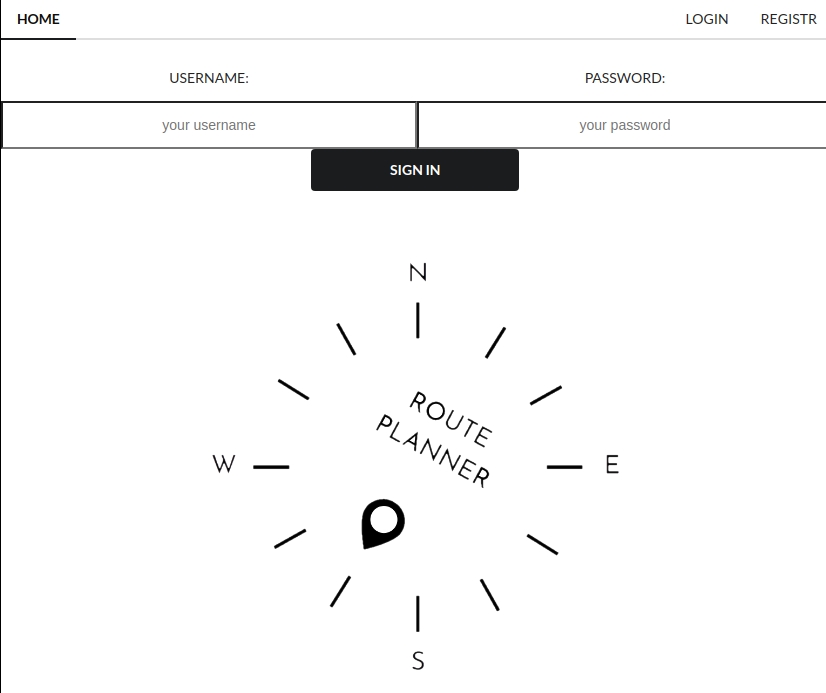 HOME LOGIN REGISTR
USERNAME: PASSWORD:
your username your password
SIGN IN
N
ROUTE
PLANNER
W E
S